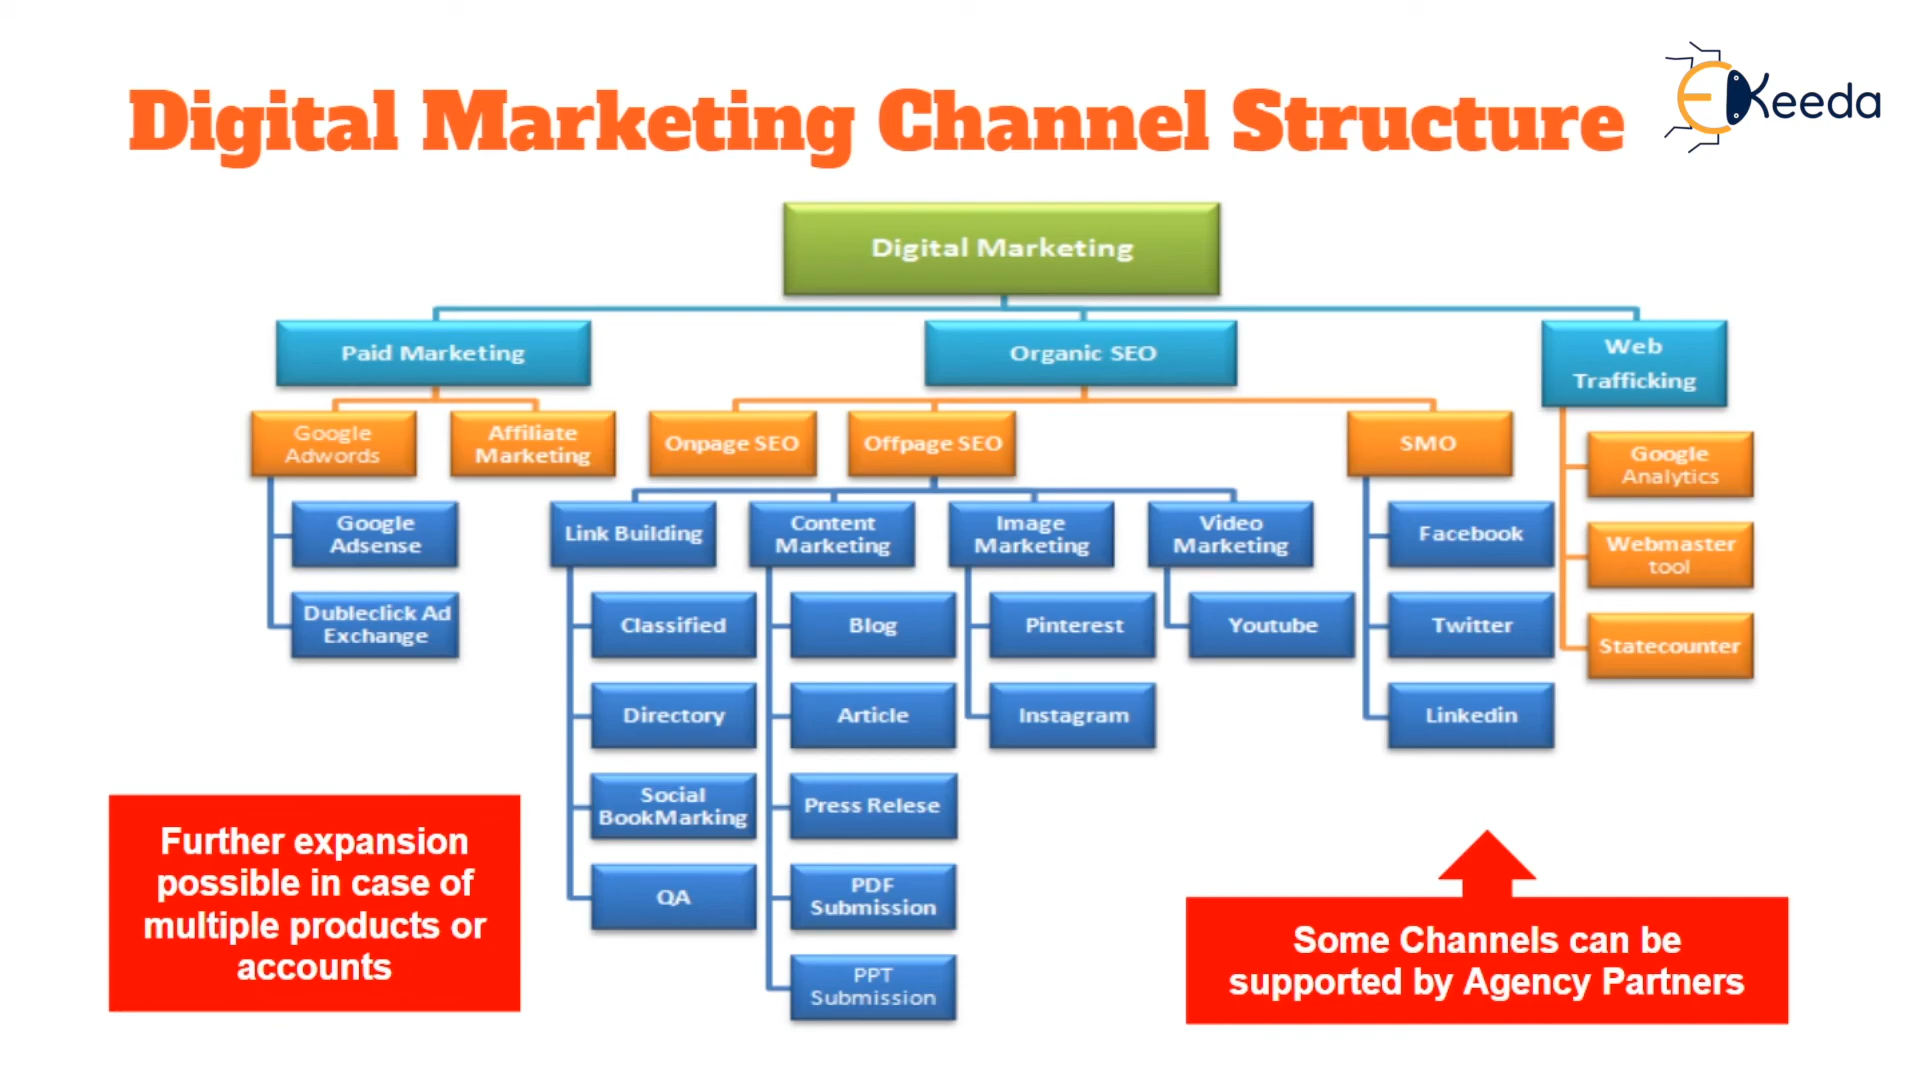 Digital Marketing Channel Structure
EKeeda
Digital Marketing
Paid Marketing
Organic SEO
Web
Trafficking
Google
Adwords
Affiliate
Marketing
Onpage SEO
Offpage SEO
SMO
Google
Analytics
Webmaster
tool
Statecounter
Google
Adsense
Dubleclick Ad
Exchange
Link Building
Content
Marketing
Image
Marketing
Video
Marketing
Facebook
Twitter
Linkedin
Classified
Directory
Social
BookMarking
QA
Blog
Article
Press Relese
PDF
Submission
PPT
Submission
Pinterest
Instagram
Youtube
Further expansion
possible in case of
multiple products or
accounts
Some Channels can be
supported by Agency Partners